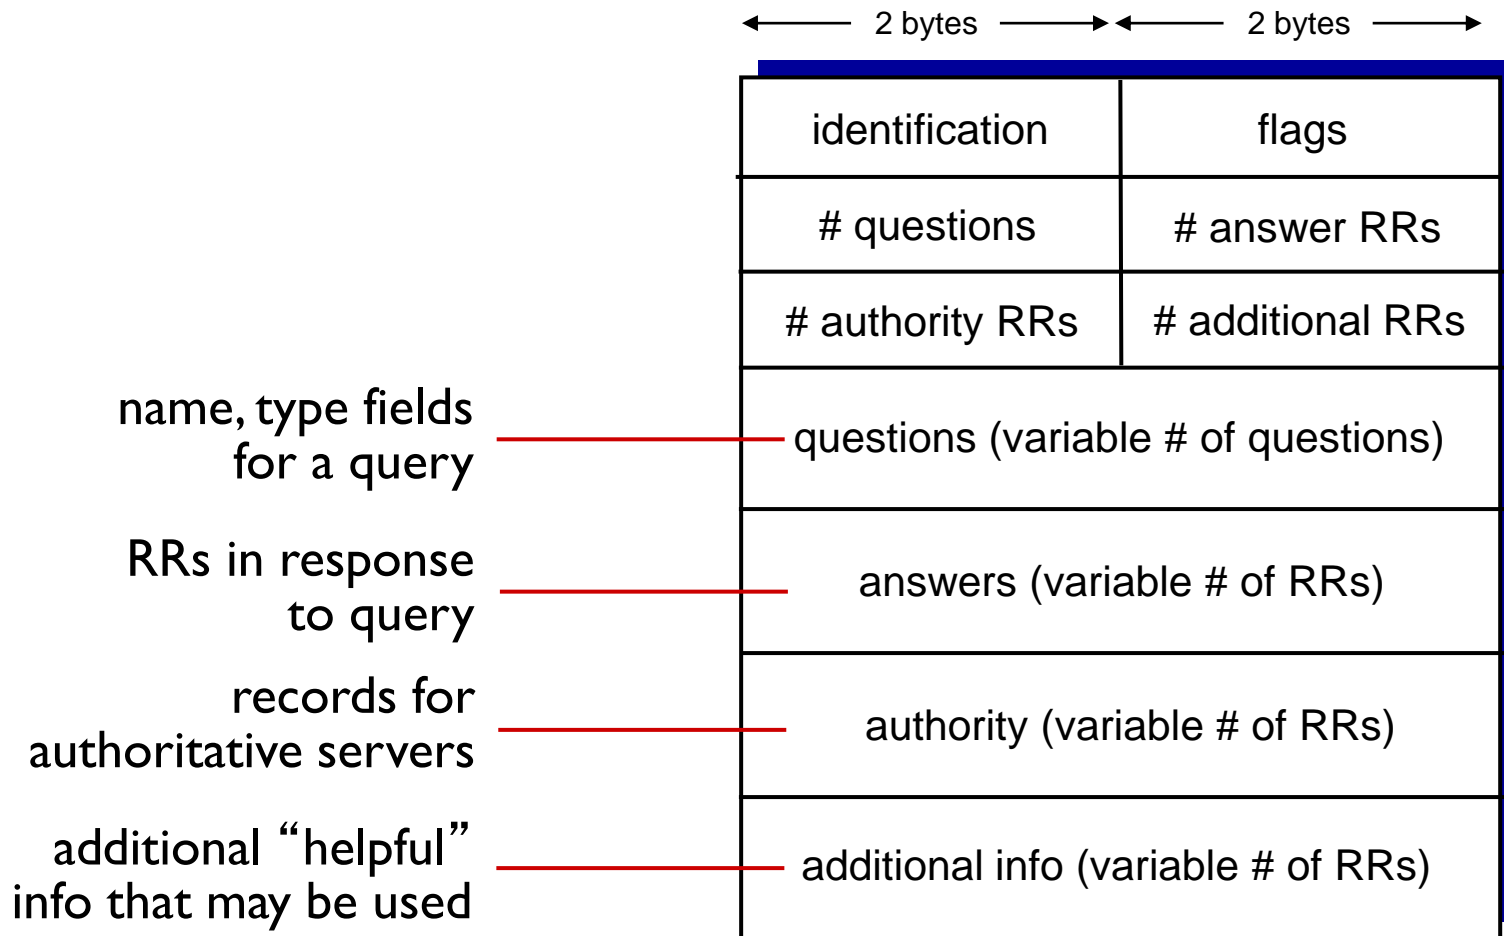 2 bytes 2 bytes
identification flags
# questions # answer RRs
# authority RRs # additional RRs
name, type fields
for a query
questions (variable # of questions)
RRs in response
to query
answers (variable # of RRs)
records for
authoritative servers
authority (variable # of RRs)
additional “helpful”
info that may be used
additional info (variable # of RRs)